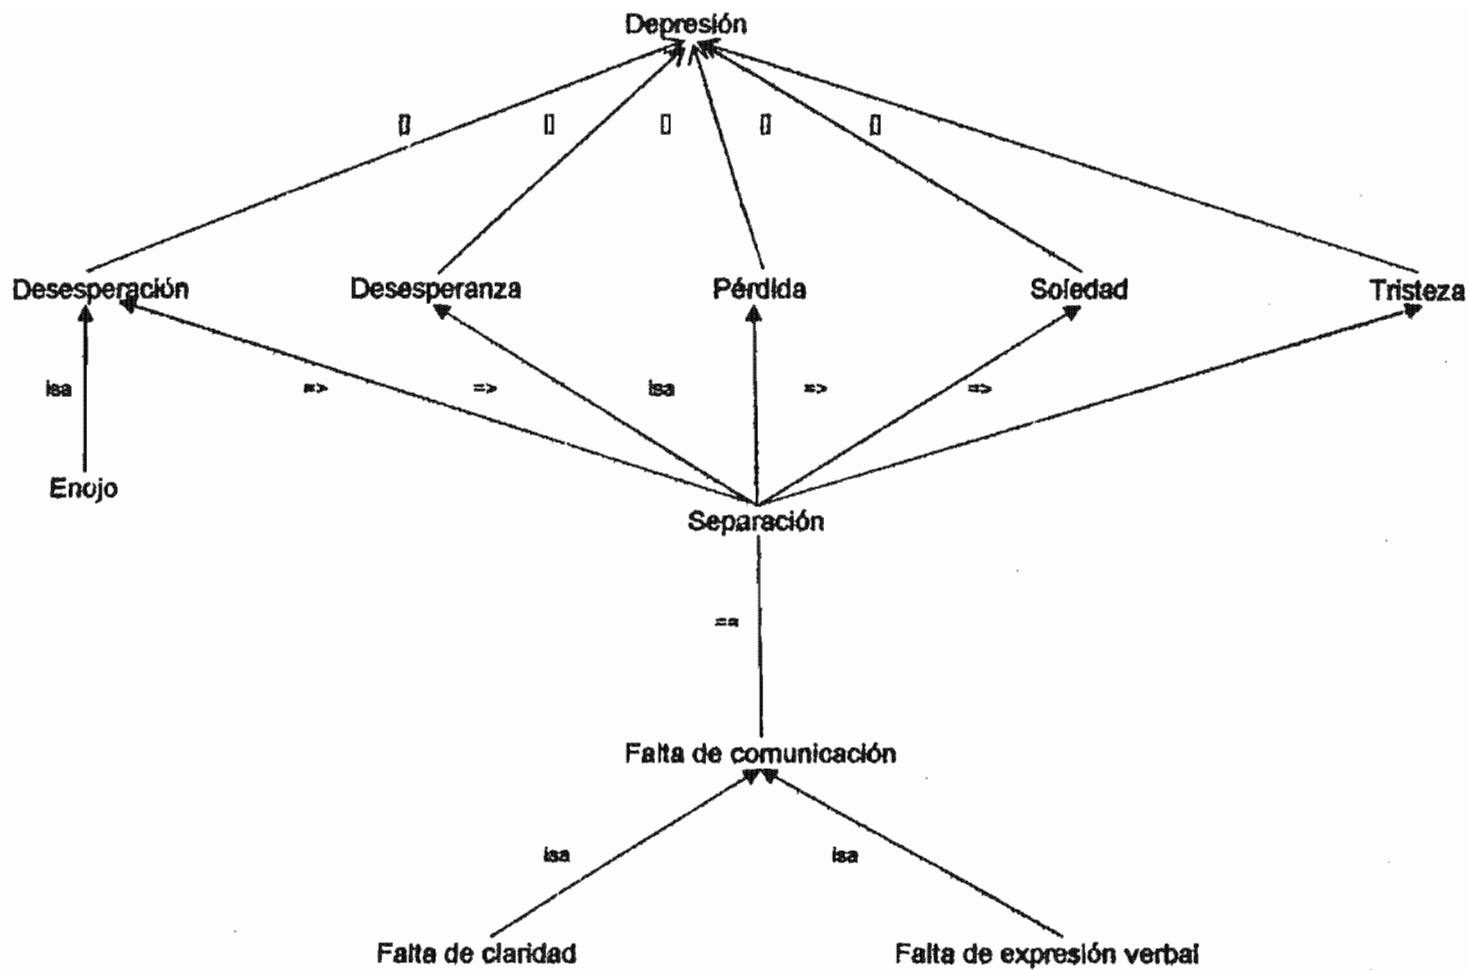 Depresión
[] [] [] [] []
Desesperación Desesperanza Pérdida Soledad Tristeza
isa => => isa => =>
Enojo
Separación
==
Falta de comunicación
isa isa
Falta de claridad Falta de expresión verbal